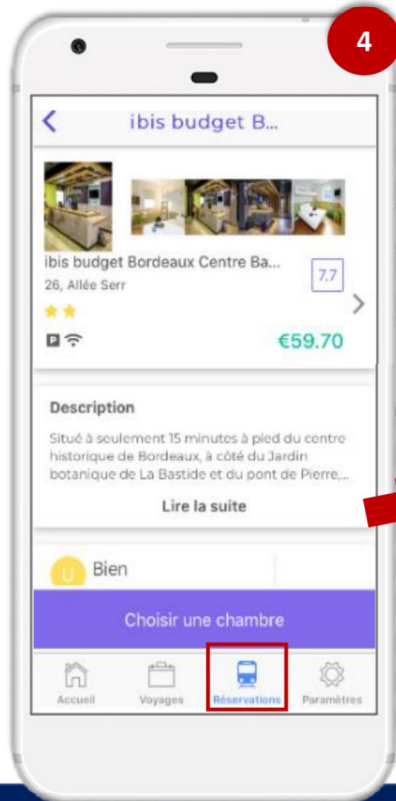 4
ibis budget B...
ibis budget Bordeaux Centre Ba...
7.7
26, Allée Serr
P
€59.70
Description
Situé à seulement 15 minutes à pied du centre
historique de Bordeaux, à côté du Jardin
botanique de La Bastide et du pont de Pierre,...
Lire la suite
U Bien
Choisir une chambre
Accueil Voyages Réservations Paramètres